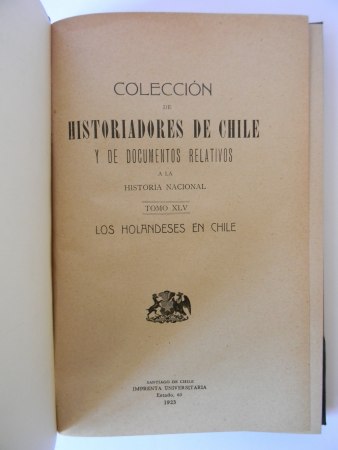 COLECCIÓN
DE
HISTORIADORES DE CHILE
Y DE DOCUMENTOS RELATIVOS
A LA
HISTORIA NACIONAL
TOMO XLV
LOS HOLANDESES EN CHILE
SANTIAGO DE CHILE
IMPRENTA UNIVERSITARIA
Estado, 63
1923